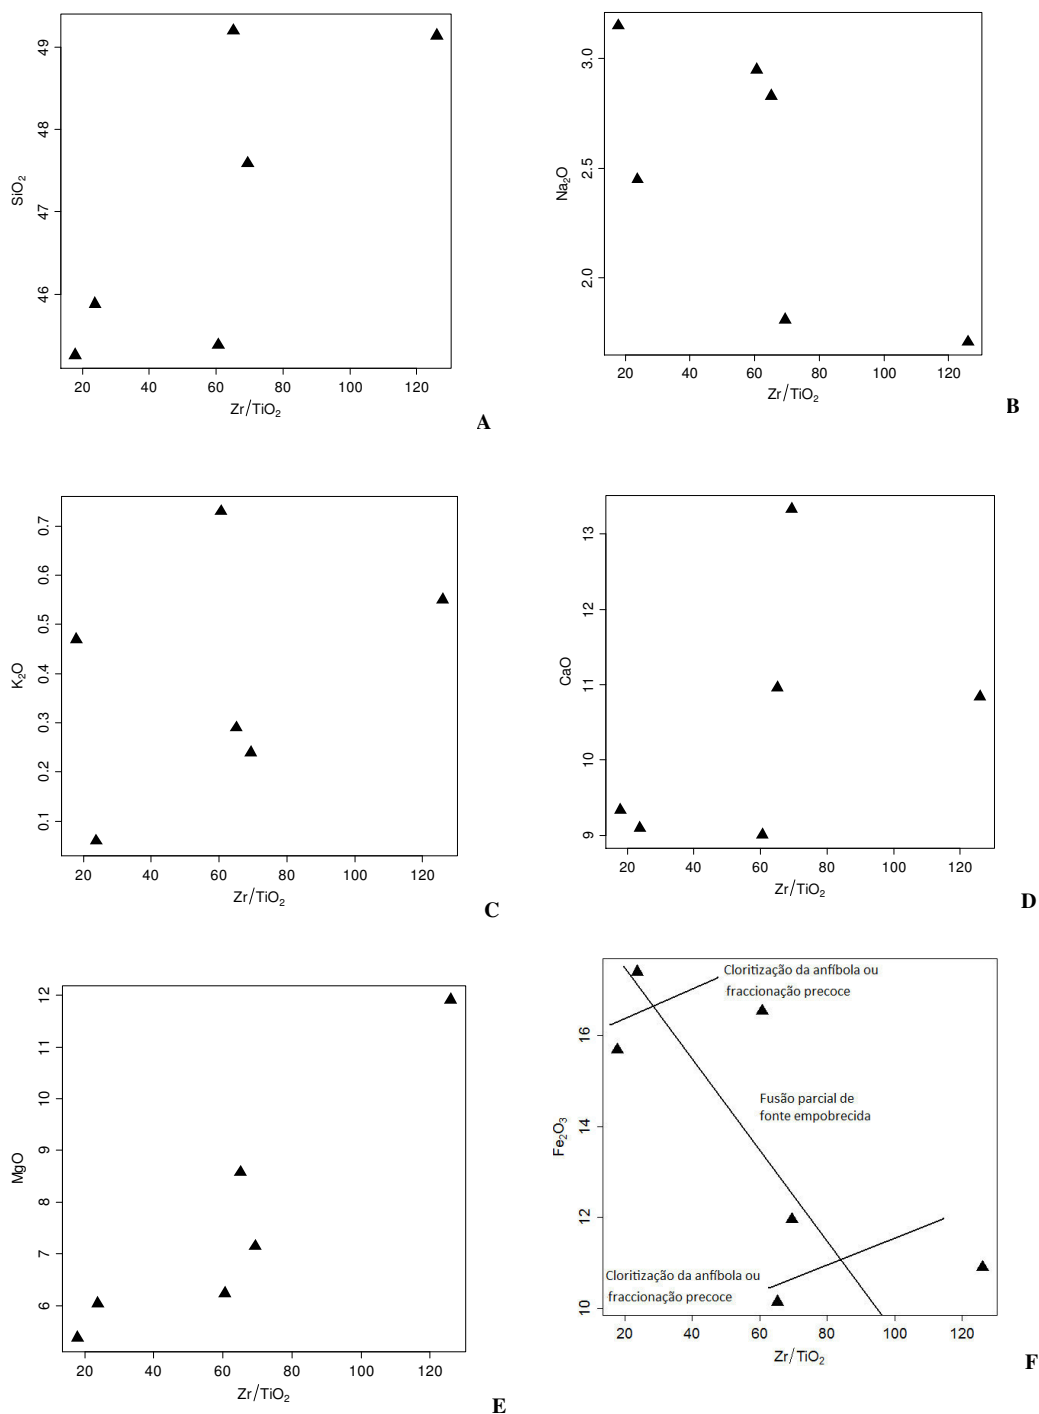 49
48
47
46
SiO2
20 40 60 80 100 120
Zr/TiO2
A
3.0
2.5
2.0
Na2O
20 40 60 80 100 120
Zr/TiO2
B
0.7
0.6
0.5
0.4
0.3
0.2
0.1
K2O
20 40 60 80 100 120
Zr/TiO2
C
13
12
11
10
9
CaO
20 40 60 80 100 120
Zr/TiO2
D
12
11
10
9
8
7
6
MgO
20 40 60 80 100 120
Zr/TiO2
E
Cloritização da anfíbola ou
fraccionação precoce
Fusão parcial de
fonte empobrecida
Cloritização da anfíbola ou
fraccionação precoce
16
14
12
10
Fe2O3
20 40 60 80 100 120
Zr/TiO2
F